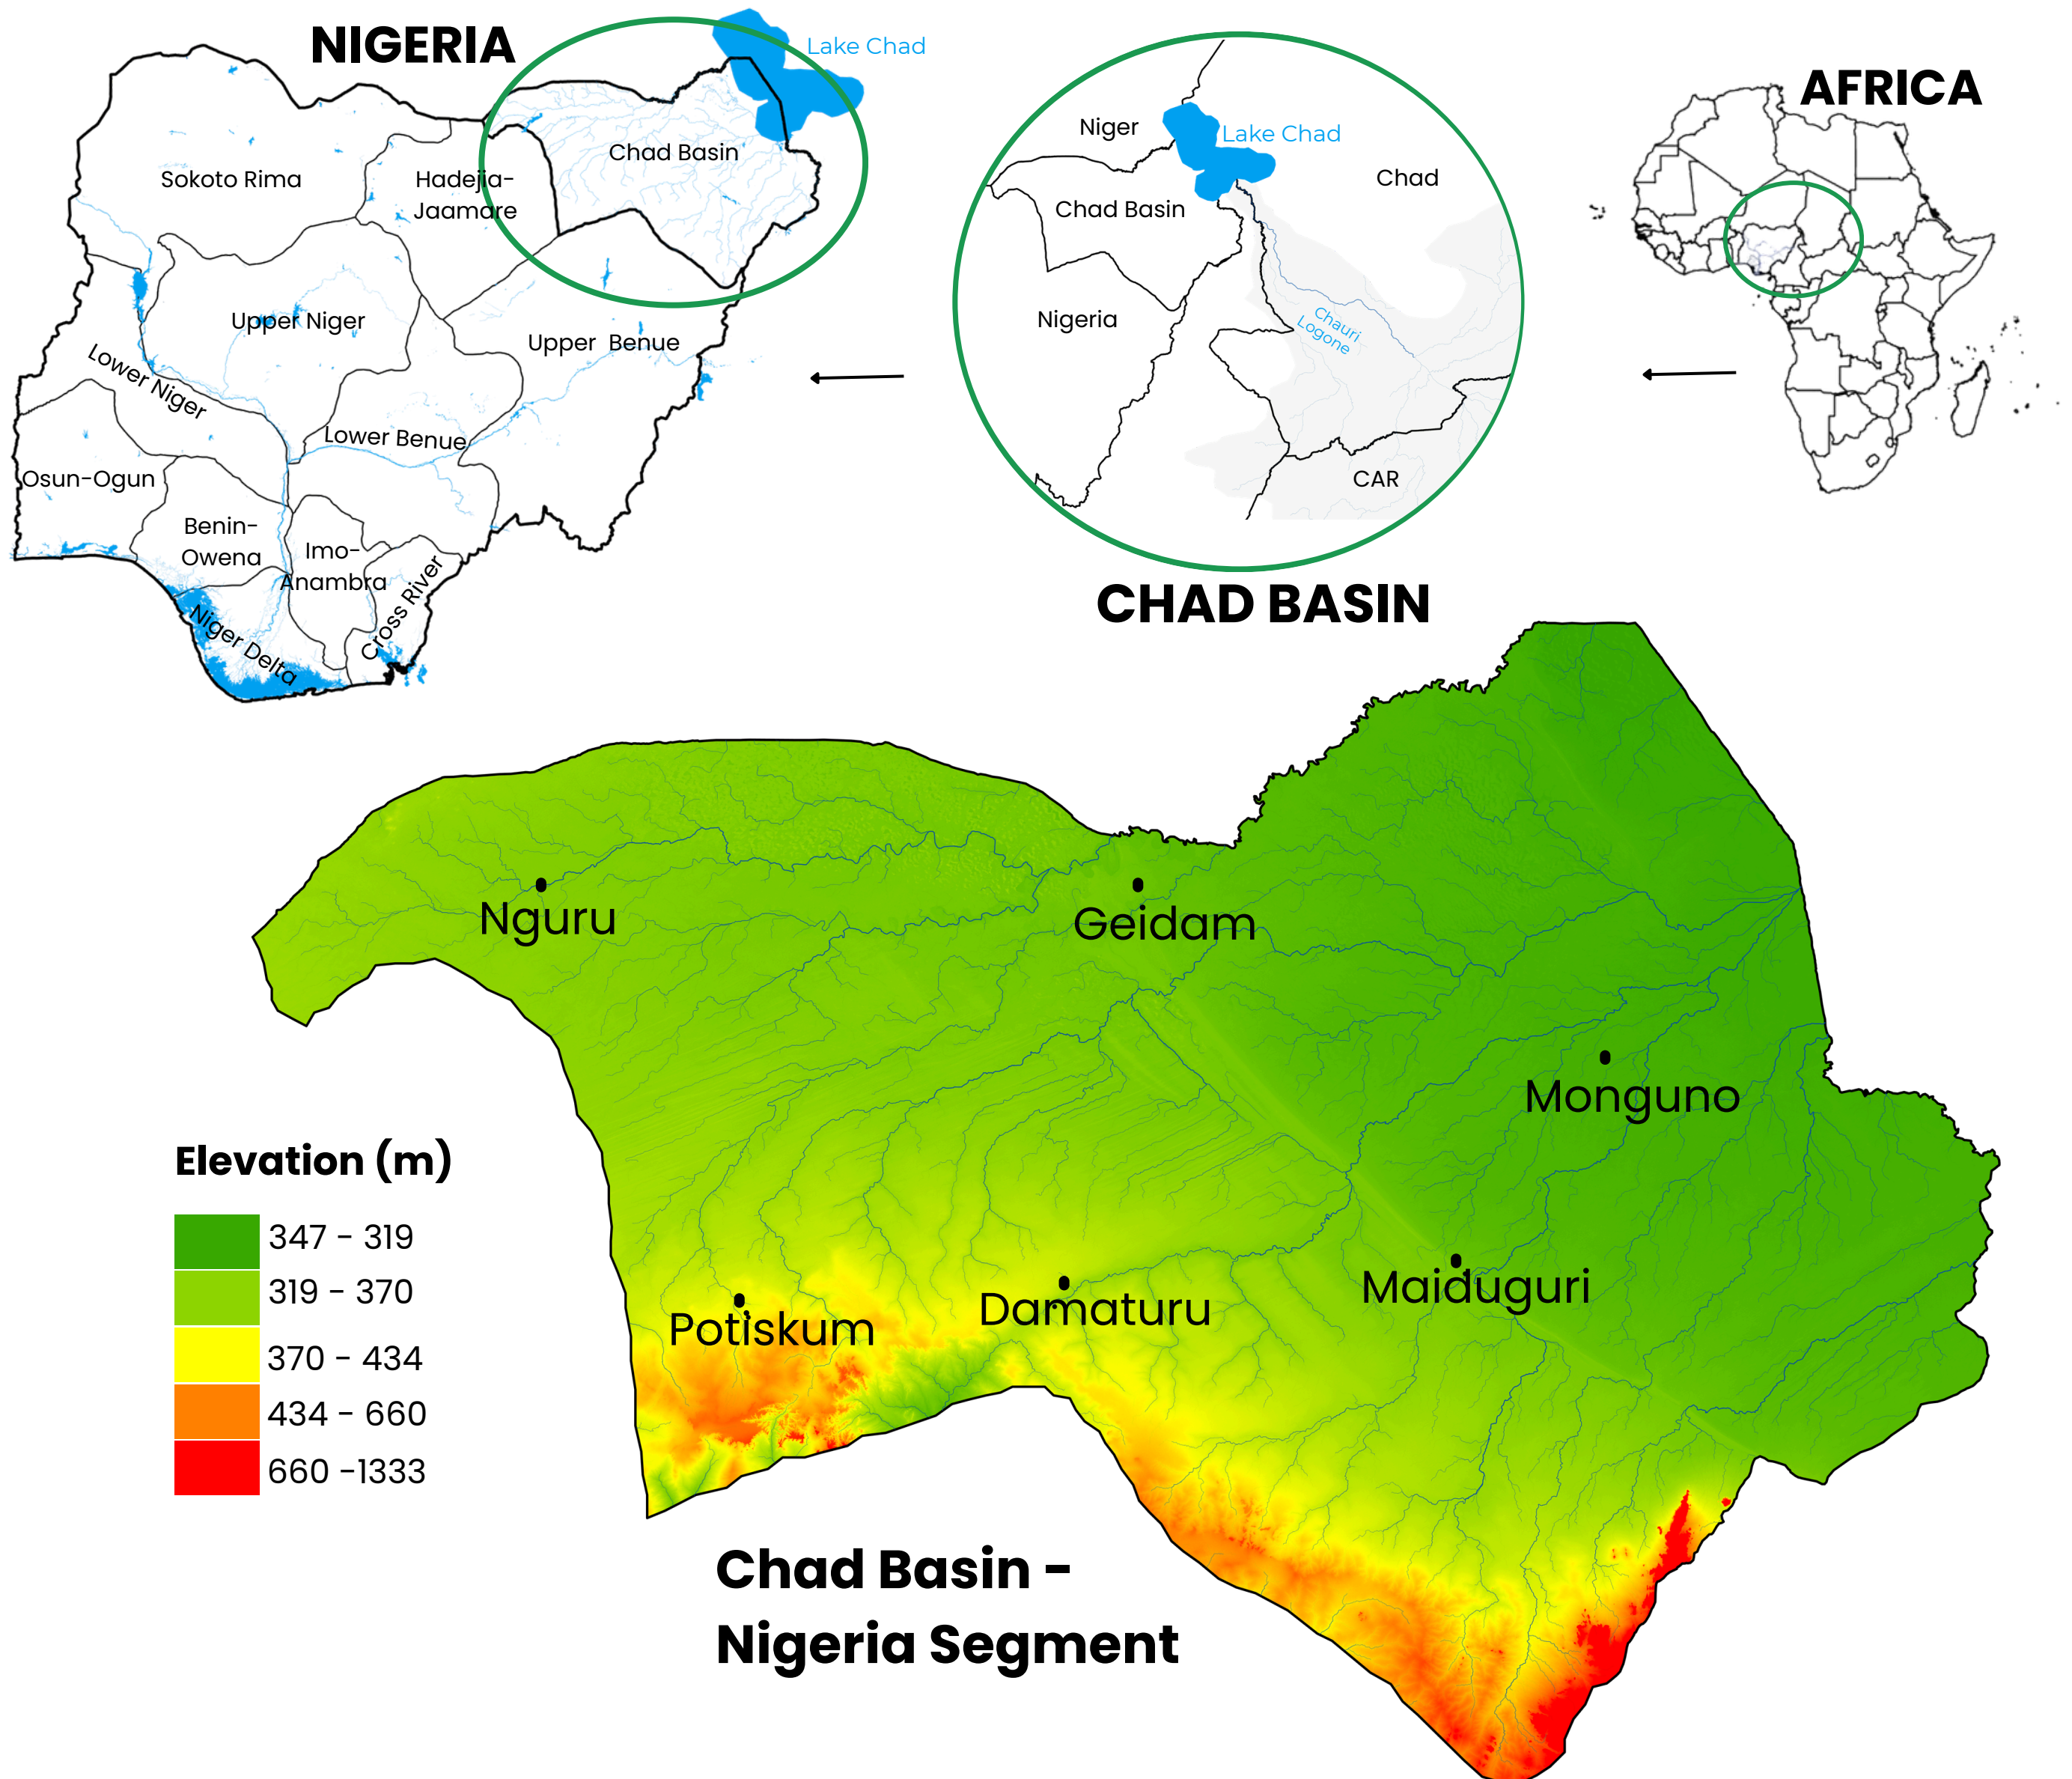 NIGERIA
Lake Chad
Chad Basin
Sokoto Rima
Hadejia-
Jaamare
Upper Niger
Upper Benue
Lower Niger
Lower Benue
Osun-Ogun
Benin-
Owena
Imo-
Anambra
Cross River
Niger Delta
Niger
Lake Chad
Chad
Chad Basin
Nigeria
Chauri
Logone
CAR
CHAD BASIN
AFRICA
Nguru
Geidam
Monguno
Maiduguri
Damaturu
Potiskum
Elevation (m)
347 - 319
319 - 370
370 - 434
434 - 660
660 -1333
Chad Basin -
Nigeria Segment